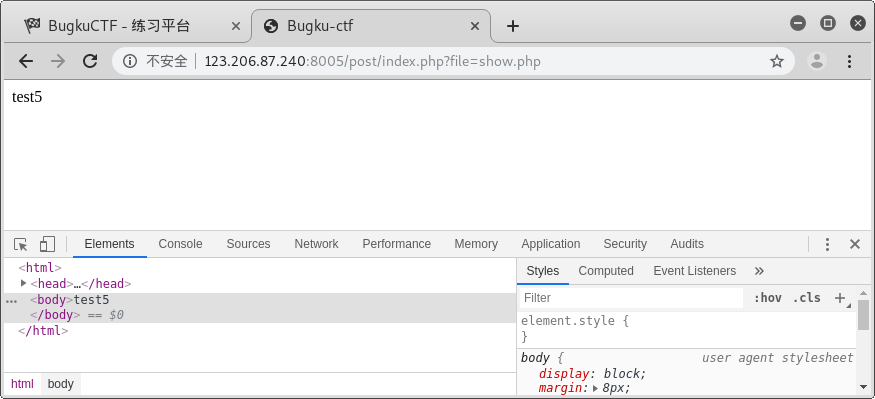 BugkuCTF - 练习平台
Bugku-ctf
不安全 | 123.206.87.240:8005/post/index.php?file=show.php
test5
Elements Console Sources Network Performance Memory Application Security Audits
<html>
<head>…</head>
<body>test5
</body> == $0
</html>
html body
Styles Computed Event Listeners »
Filter :hov .cls +
element.style {
}
body { user agent stylesheet
display: block;
margin: 8px;